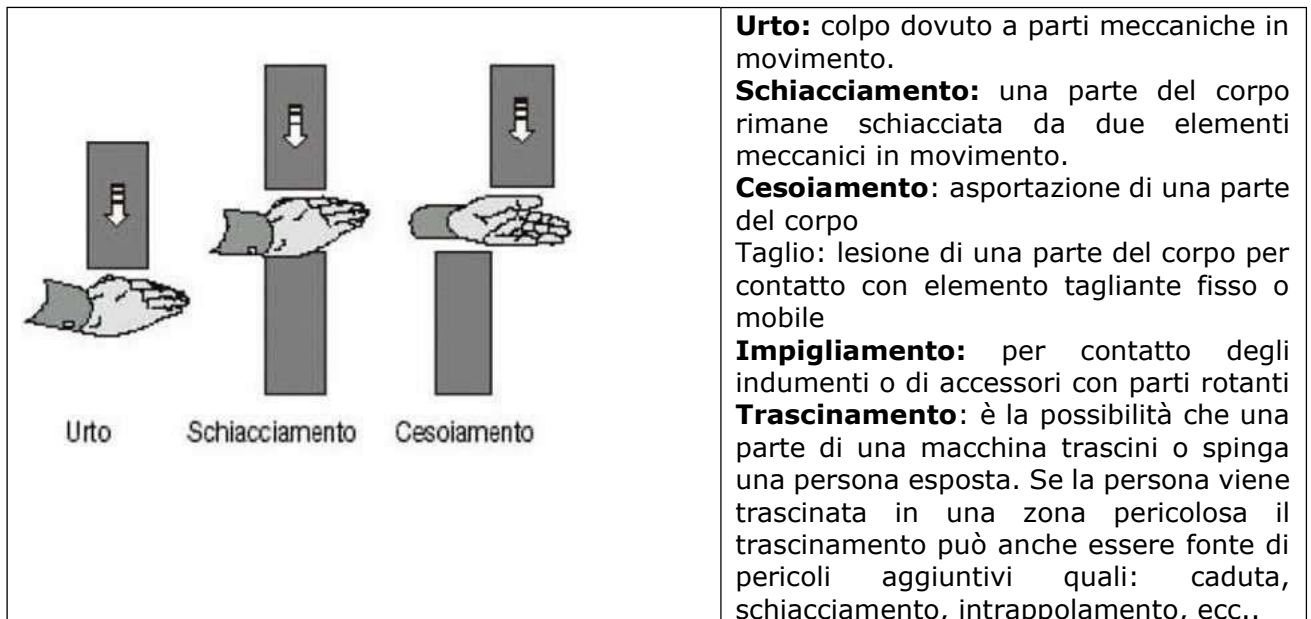 Urto Schiacciamento Cesoiamento
Urto: colpo dovuto a parti meccaniche in
movimento.
Schiacciamento: una parte del corpo
rimane schiacciata da due elementi
meccanici in movimento.
Cesoiamento: asportazione di una parte
del corpo
Taglio: lesione di una parte del corpo per
contatto con elemento tagliante fisso o
mobile
Impigliamento: per contatto degli
indumenti o di accessori con parti rotanti
Trascinamento: è la possibilità che una
parte di una macchina trascini o spinga
una persona esposta. Se la persona viene
trascinata in una zona pericolosa il
trascinamento può anche essere fonte di
pericoli aggiuntivi quali: caduta,
schiacciamento, intrappolamento, ecc..